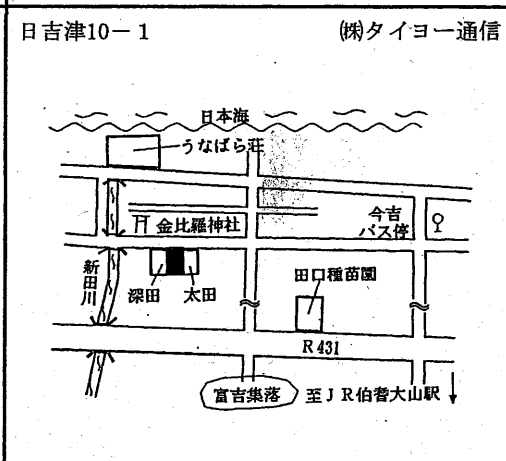 日吉津10-1
㈱タイヨー通信
日本海
うなばら荘
金比羅神社
今吉
バス停
新田川
深田
太田
田口種苗園
R431
富吉集落
至JR伯耆大山駅